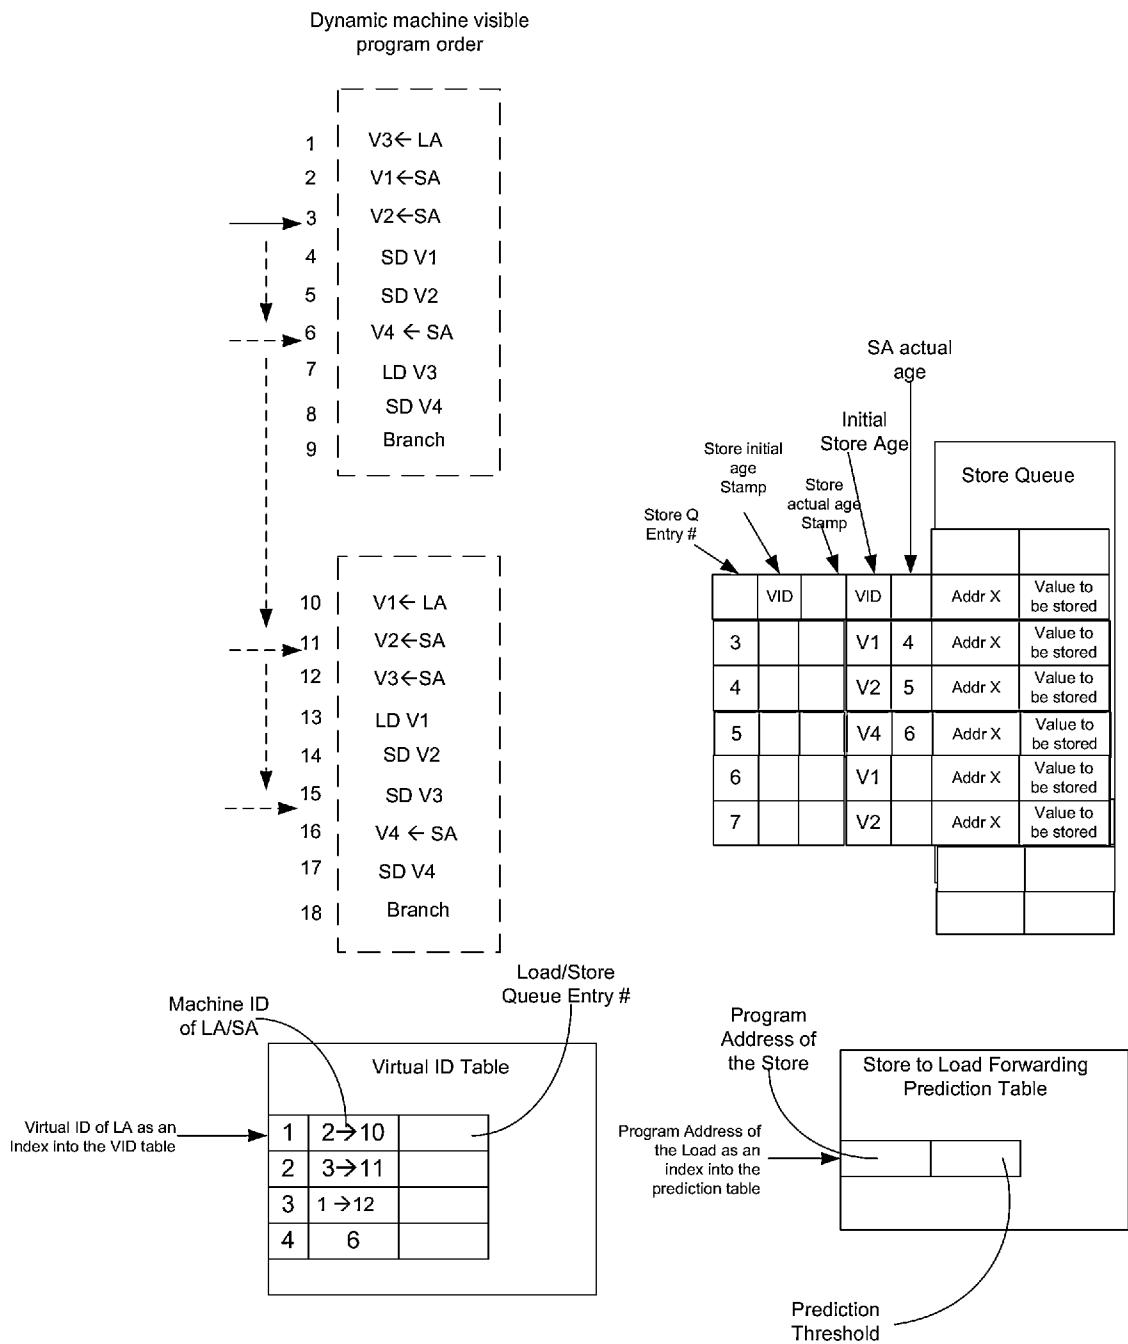 Dynamic machine visible
program order
1 V3← LA
2 V1←SA
3 V2←SA
4 SD V1
5 SD V2
6 V4 ← SA
7 LD V3
8 SD V4
9 Branch
10 V1← LA
11 V2←SA
12 V3←SA
13 LD V1
14 SD V2
15 SD V3
16 V4 ← SA
17 SD V4
18 Branch
SA actual
age
Initial
Store Age
Store initial
age
Stamp
Store
actual age
Stamp
Store Q
Entry #
Store Queue
VID VID Addr X Value to
be stored
3 V1 4 Addr X Value to
be stored
4 V2 5 Addr X Value to
be stored
5 V4 6 Addr X Value to
be stored
6 V1 Addr X Value to
be stored
7 V2 Addr X Value to
be stored
Machine ID
of LA/SA
Load/Store
Queue Entry #
Virtual ID Table
Virtual ID of LA as an
Index into the VID table
1 2→10
2 3→11
3 1→12
4 6
Program
Address of
the Store
Store to Load Forwarding
Prediction Table
Program Address of
the Load as an
index into the
prediction table
Prediction
Threshold